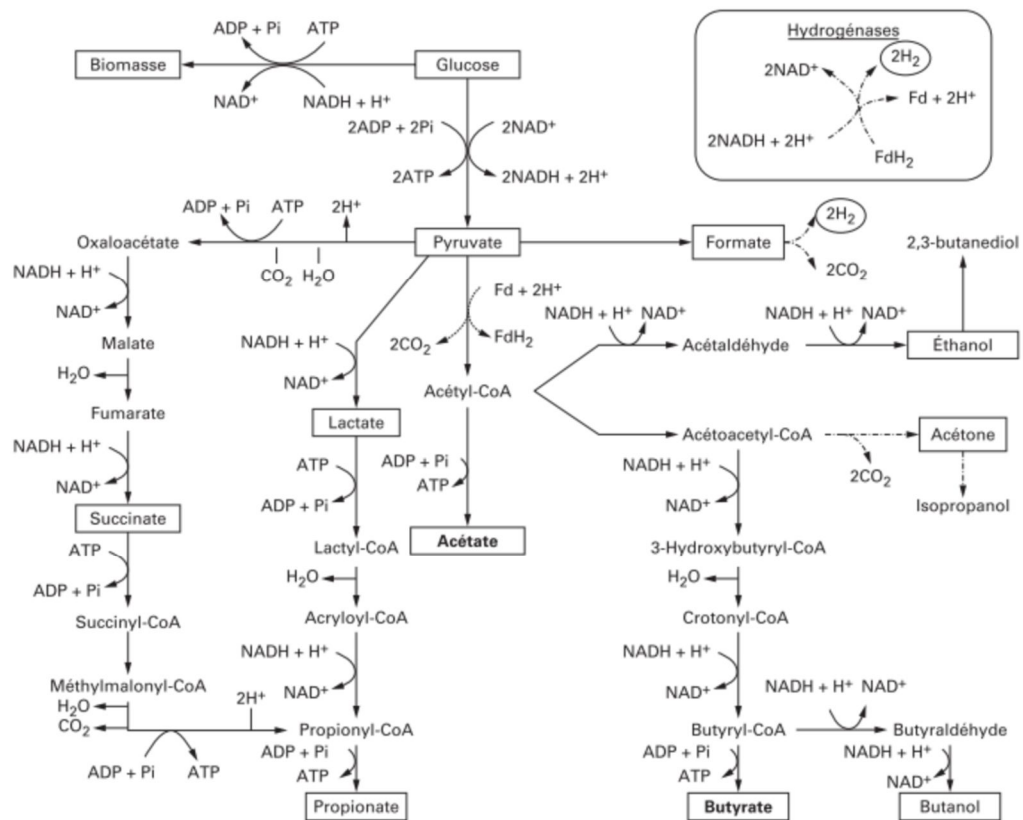 Hydrogénases
2NAD⁺
2H₂
Fd + 2H⁺
2NADH + 2H⁺
FdH₂
ADP + Pi
ATP
Biomasse
Glucose
NAD⁺
NADH + H⁺
2ADP + 2Pi
2NAD⁺
2ATP
2NADH + 2H⁺
ADP + Pi
ATP
2H⁺
Oxaloacétate
CO₂
H₂O
Pyruvate
Formate
2H₂
2CO₂
2,3-butanediol
NADH + H⁺
NAD⁺
Malate
H₂O
Fumarate
NADH + H⁺
NAD⁺
Succinate
ATP
ADP + Pi
Succinyl-CoA
Méthylmalonyl-CoA
H₂O
CO₂
ADP + Pi
ATP
2H⁺
NADH + H⁺
NAD⁺
Lactate
ATP
ADP + Pi
Lactyl-CoA
H₂O
Acryloyl-CoA
NADH + H⁺
NAD⁺
Propionyl-CoA
ADP + Pi
ATP
Propionate
Fd + 2H⁺
2CO₂
FdH₂
Acétyl-CoA
ADP + Pi
ATP
Acétate
NADH + H⁺
NAD⁺
Acétaldéhyde
NADH + H⁺
NAD⁺
Éthanol
Acétoacetyl-CoA
2CO₂
Acétone
Isopropanol
NADH + H⁺
NAD⁺
3-Hydroxybutyryl-CoA
H₂O
Crotonyl-CoA
NADH + H⁺
NAD⁺
Butyryl-CoA
NADH + H⁺
NAD⁺
Butyraldéhyde
ADP + Pi
ATP
Butyrate
NADH + H⁺
NAD⁺
Butanol